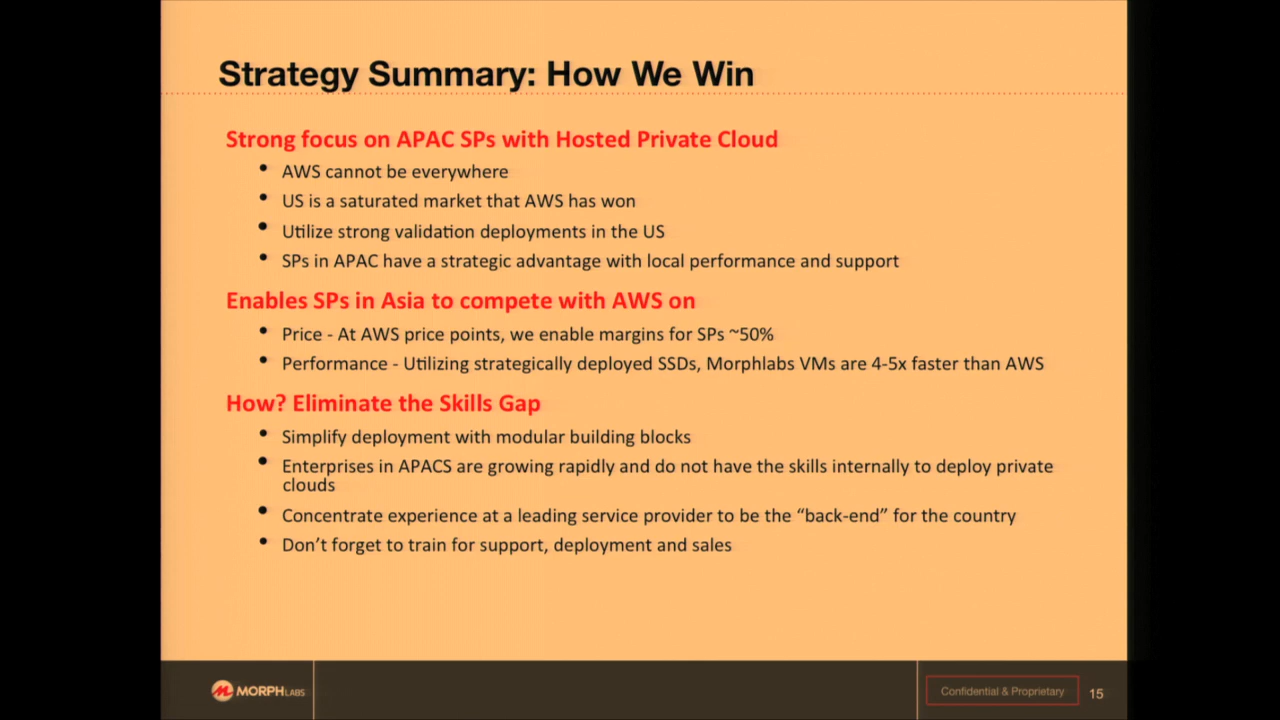 Strategy Summary: How We Win
Strong focus on APAC SPs with Hosted Private Cloud
• AWS cannot be everywhere
• US is a saturated market that AWS has won
• Utilize strong validation deployments in the US
• SPs in APAC have a strategic advantage with local performance and support
Enables SPs in Asia to compete with AWS on
• Price - At AWS price points, we enable margins for SPs ~50%
• Performance - Utilizing strategically deployed SSDs, Morphlabs VMs are 4-5x faster than AWS
How? Eliminate the Skills Gap
• Simplify deployment with modular building blocks
• Enterprises in APACS are growing rapidly and do not have the skills internally to deploy private
clouds
• Concentrate experience at a leading service provider to be the “back-end” for the country
• Don’t forget to train for support, deployment and sales
MORPHLABS
Confidential & Proprietary
15